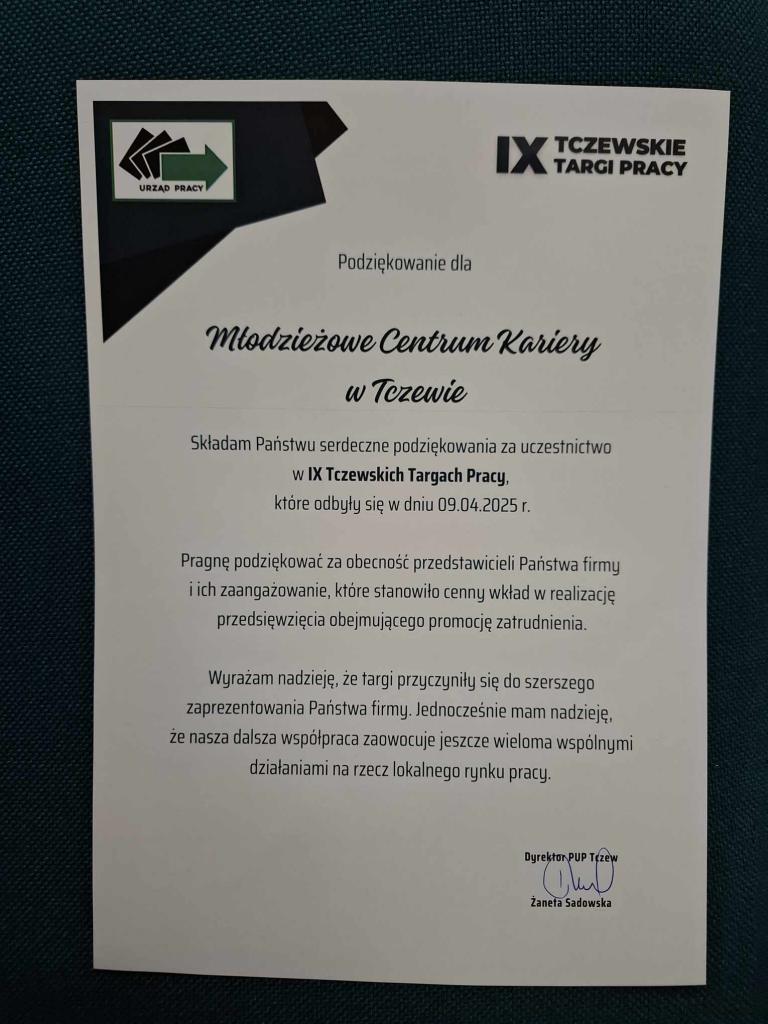 URZĄD PRACY
IX TCZEWSKIE
TARGI PRACY
Podziękowanie dla
Młodzieżowe Centrum Kariery
w Tczewie
Składam Państwu serdeczne podziękowania za uczestnictwo
w IX Tczewskich Targach Pracy,
które odbyły się w dniu 09.04.2025 r.
Pragnę podziękować za obecność przedstawicieli Państwa firmy
i ich zaangażowanie, które stanowiło cenny wkład w realizację
przedsięwzięcia obejmującego promocję zatrudnienia.
Wyrażam nadzieję, że targi przyczyniły się do szerszego
zaprezentowania Państwa firmy. Jednocześnie mam nadzieję,
że nasza dalsza współpraca zaowocuje jeszcze wieloma wspólnymi
działaniami na rzecz lokalnego rynku pracy.
Dyrektor PUP Tczew
Żaneta Sadowska